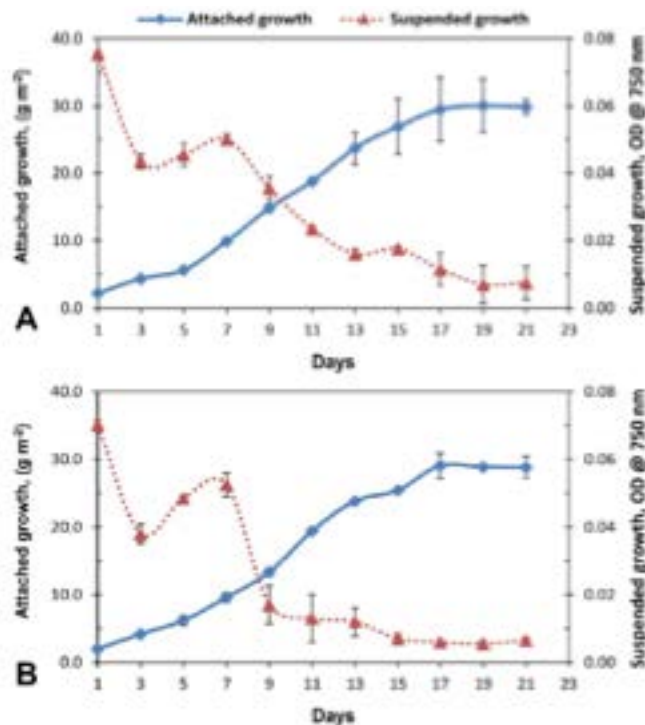 Attached growth Suspended growth
40.0 0.08
30.0 0.06
20.0 0.04
10.0 0.02
0.0 0.00
Attached growth, (g m-2)
Suspended growth, OD @ 750 nm
A
1 3 5 7 9 11 13 15 17 19 21 23
Days
40.0 0.08
30.0 0.06
20.0 0.04
10.0 0.02
0.0 0.00
Attached growth, (g m-2)
Suspended growth, OD @ 750 nm
B
1 3 5 7 9 11 13 15 17 19 21 23
Days